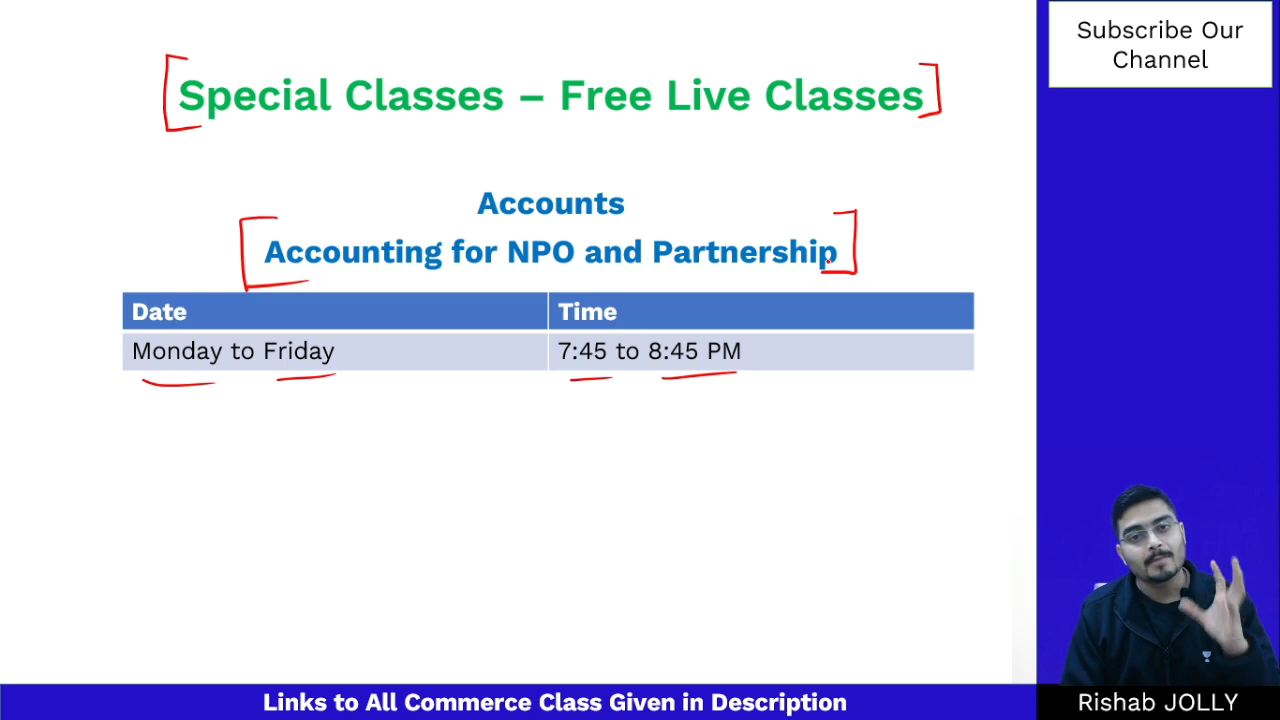 Subscribe Our
Channel
Special Classes – Free Live Classes
Accounts
Accounting for NPO and Partnership
Date Time
Monday to Friday 7:45 to 8:45 PM
Links to All Commerce Class Given in Description
Rishab JOLLY